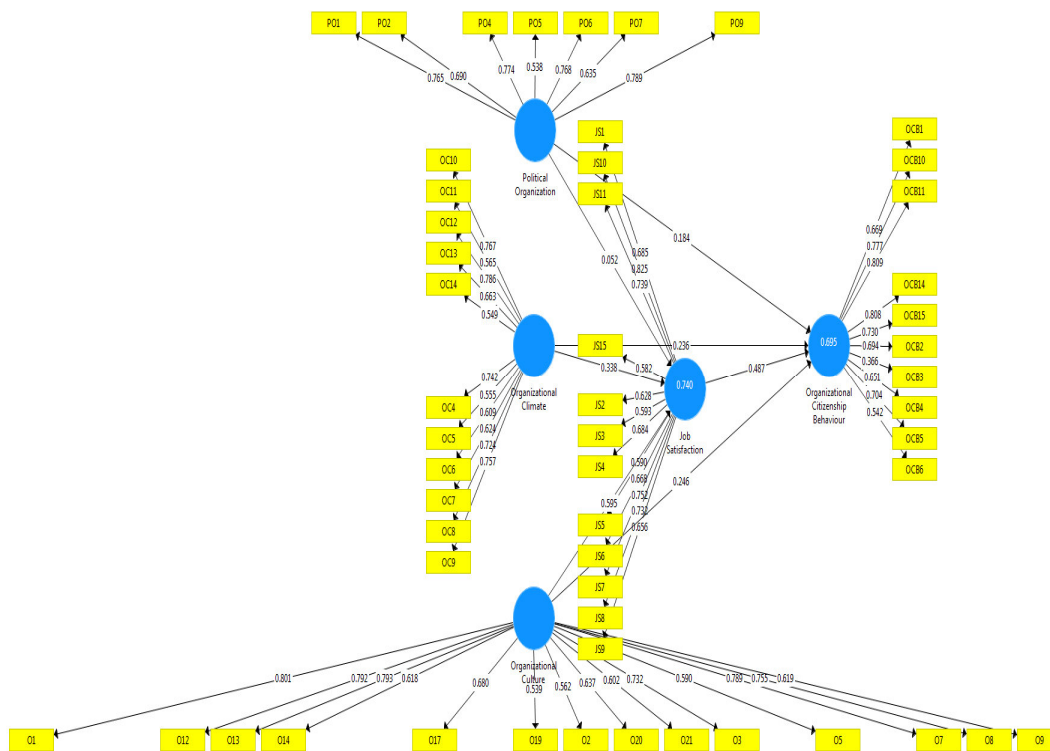 PO1 PO2 PO4 PO5 PO6 PO7 PO9
0.765 0.690 0.774 0.538 0.768 0.635 0.789
Political
Organization
JS1
JS10
JS11
OCB1
OCB10
OCB11
OC10
OC11
OC12
OC13
OC14
0.767
0.565
0.786
0.663
0.549
0.052
0.184
0.685
0.825
0.739
0.669
0.777
0.809
OCB14
OCB15
OCB2
OCB3
OCB4
OCB5
OCB6
0.808
0.730
0.694
0.366
0.651
0.704
0.542
0.695
Organizational
Citizenship
Behaviour
JS15
0.236
0.338
0.582
0.740
0.487
Job
Satisfaction
Organizational
Climate
0.742
0.555
0.609
0.624
0.724
0.757
OC4
OC5
OC6
OC7
OC8
OC9
JS2
JS3
JS4
0.628
0.593
0.684
0.590
0.668
0.752
0.732
0.656
0.595
0.246
JS5
JS6
JS7
JS8
JS9
Organizational
Culture
0.801 0.792 0.793 0.618 0.680 0.539 0.562 0.637 0.602 0.732 0.590 0.789 0.755 0.619
O1 O12 O13 O14 O17 O19 O2 O20 O21 O3 O5 O7 O8 O9